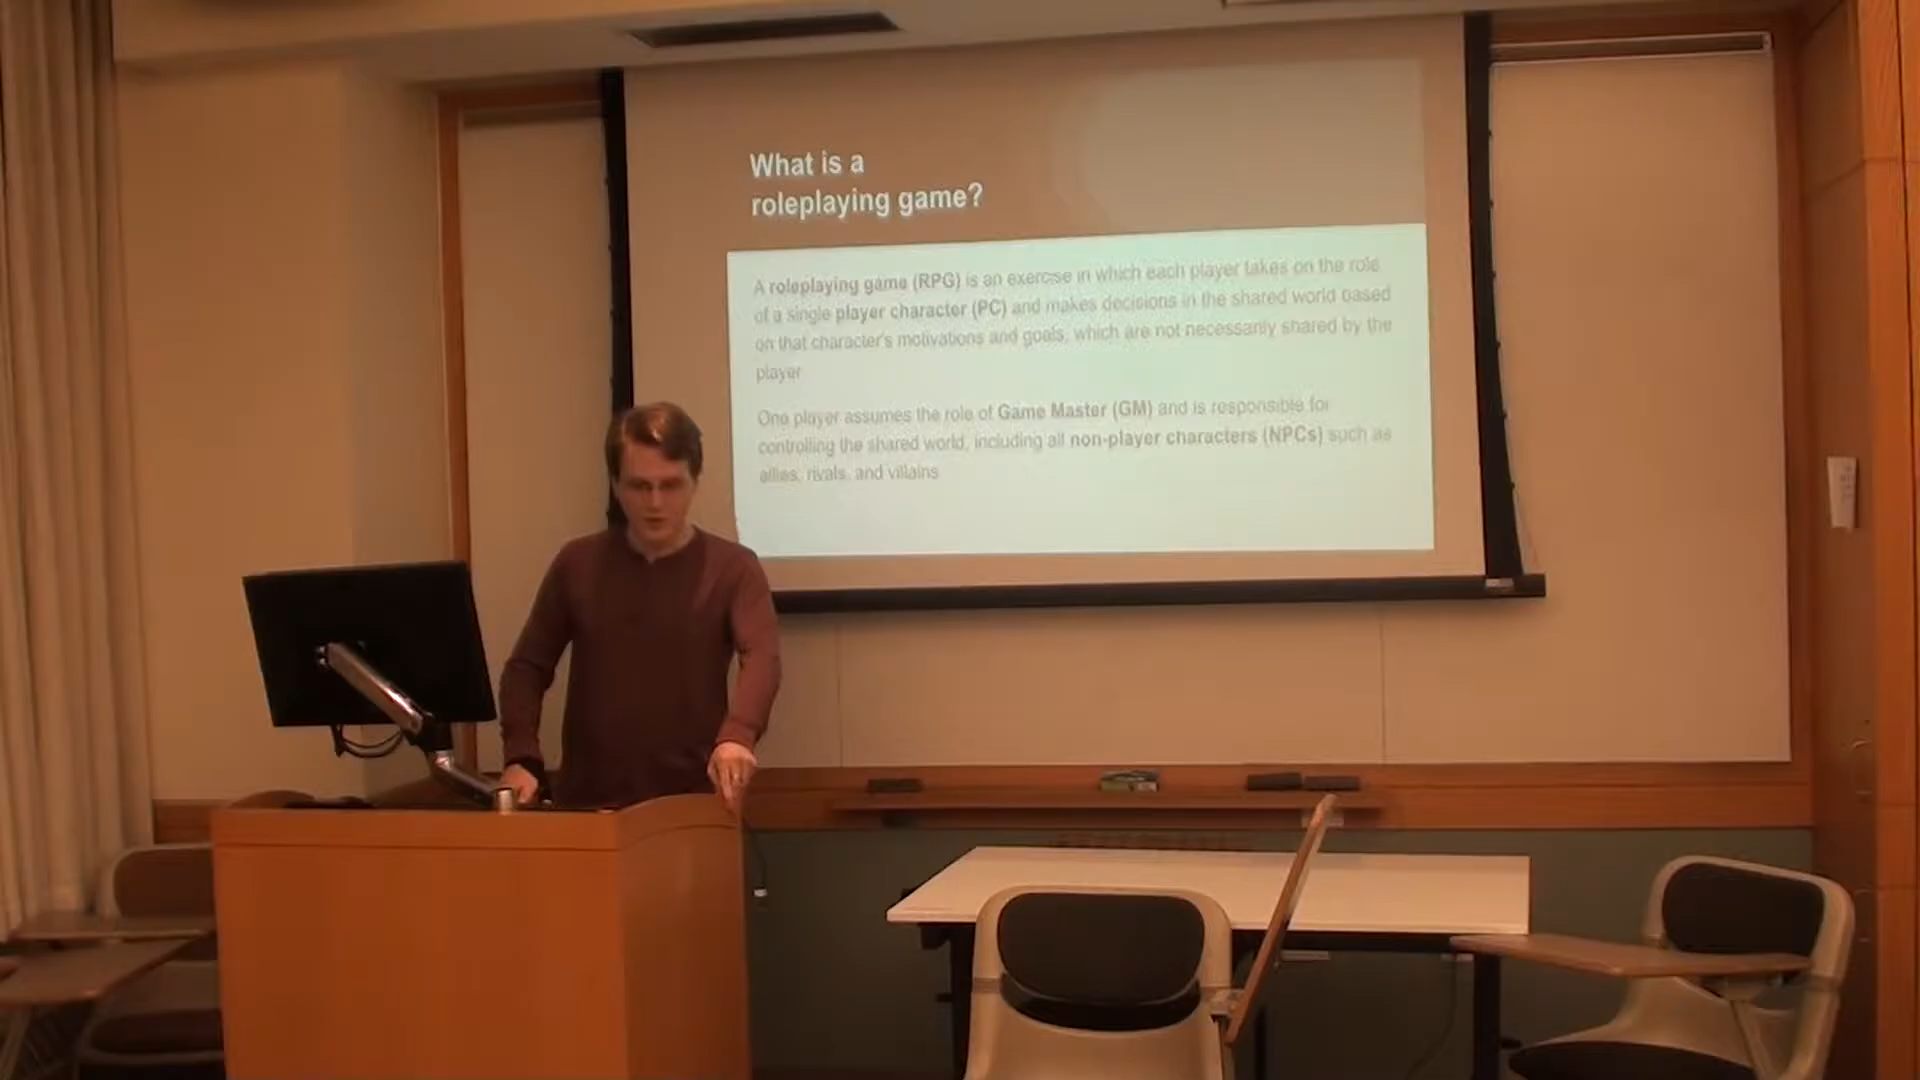 What is a
roleplaying game?
A roleplaying game (RPG) is an exercise in which each player takes on the role
of a single player character (PC) and makes decisions in the shared world based
on that character's motivations and goals, which are not necessarily shared by the
player
One player assumes the role of Game Master (GM) and is responsible for
controlling the shared world, including all non-player characters (NPCs) such as
allies, rivals, and villains